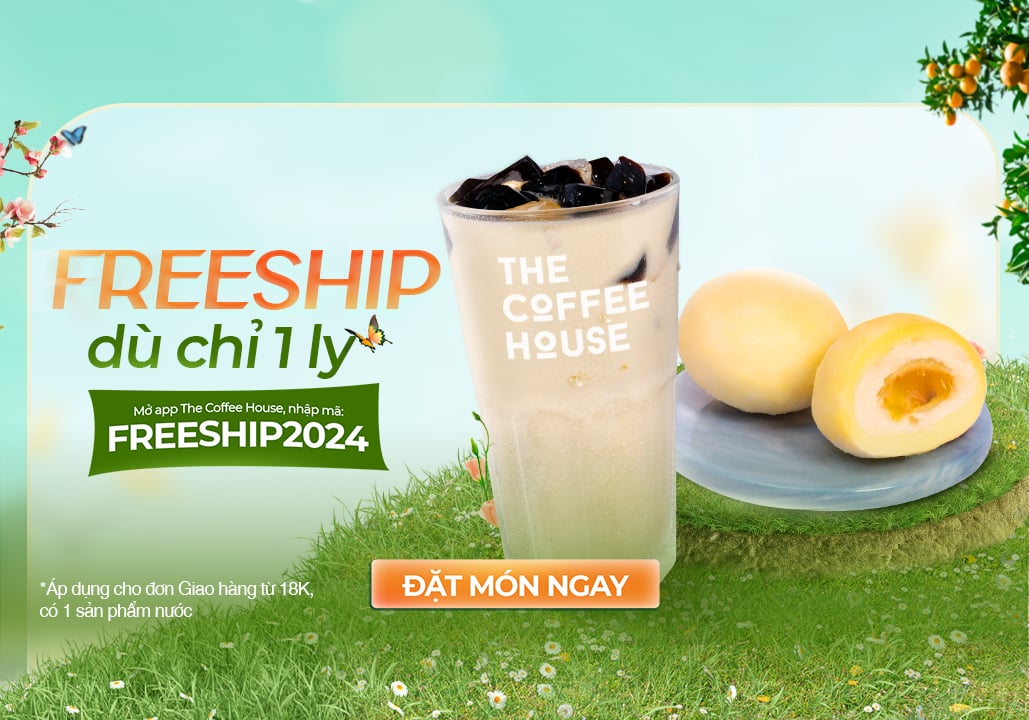 FREESHIP
dù chỉ 1 ly
Mở app The Coffee House, nhập mã:
FREESHIP2024
THE
COFFEE
HOUSE
ĐẶT MÓN NGAY
*Áp dụng cho đơn Giao hàng từ 18K,
có 1 sản phẩm nước